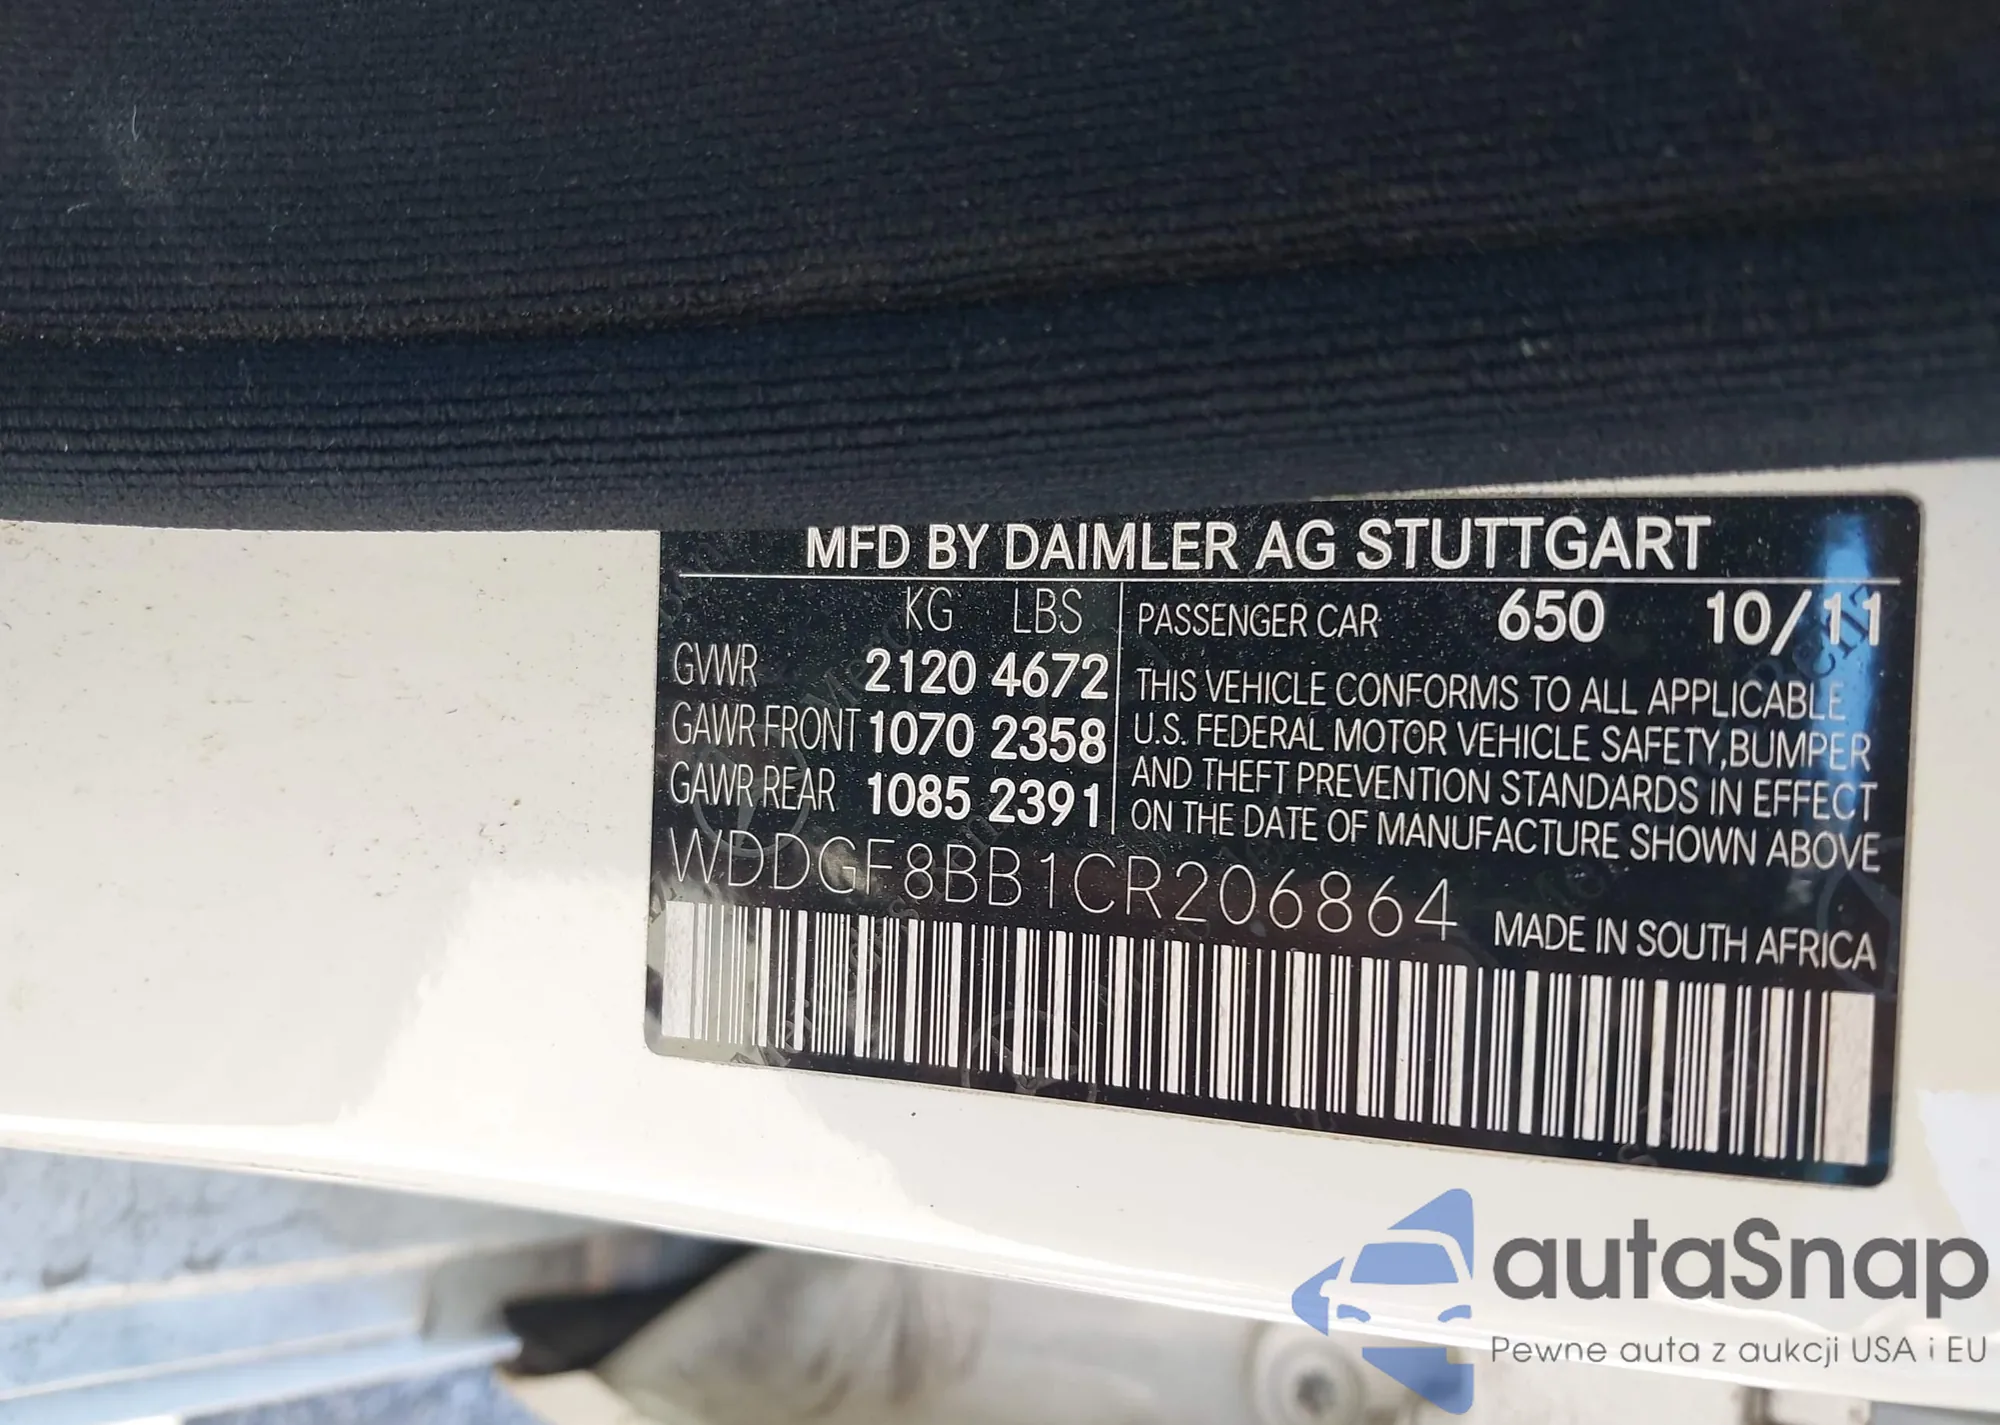 MFD BY DAIMLER AG STUTTGART
KG LBS
GVWR 2120 4672
GAWR FRONT 1070 2358
GAWR REAR 1085 2391
PASSENGER CAR 650 10/11
THIS VEHICLE CONFORMS TO ALL APPLICABLE
U.S. FEDERAL MOTOR VEHICLE SAFETY, BUMPER
AND THEFT PREVENTION STANDARDS IN EFFECT
ON THE DATE OF MANUFACTURE SHOWN ABOVE
WDDGF8BB1CR206864
MADE IN SOUTH AFRICA
autaSnap
Pewne auta z aukcji USA i EU